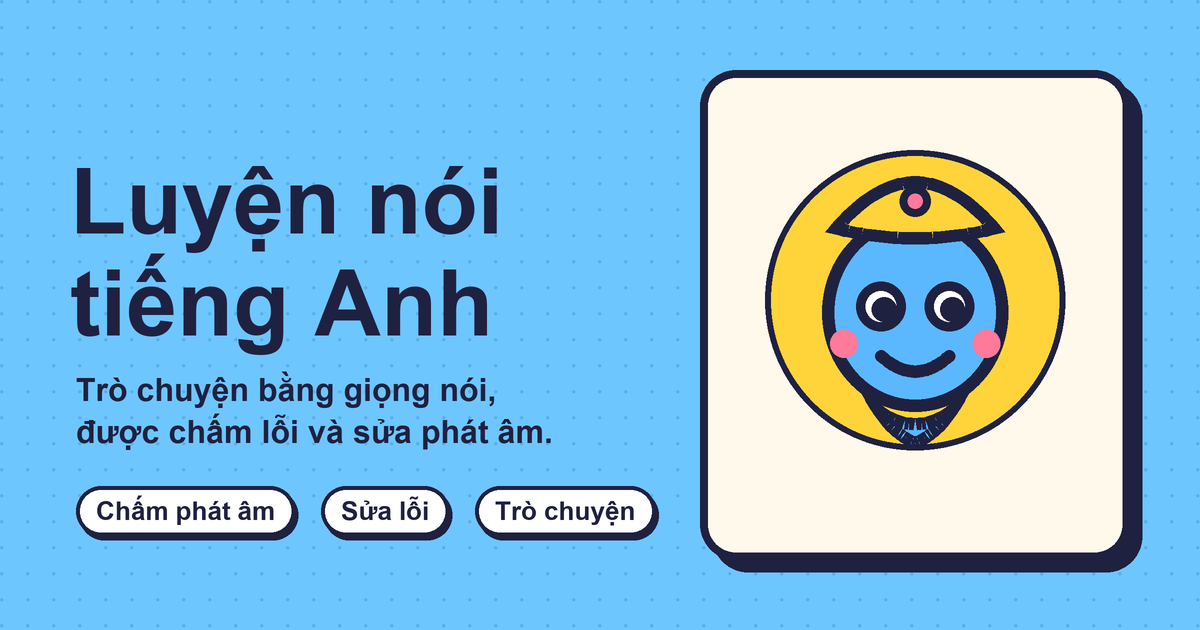 Luyện nói
tiếng Anh
Trò chuyện bằng giọng nói,
được chấm lỗi và sửa phát âm.
Chấm phát âm
Sửa lỗi
Trò chuyện